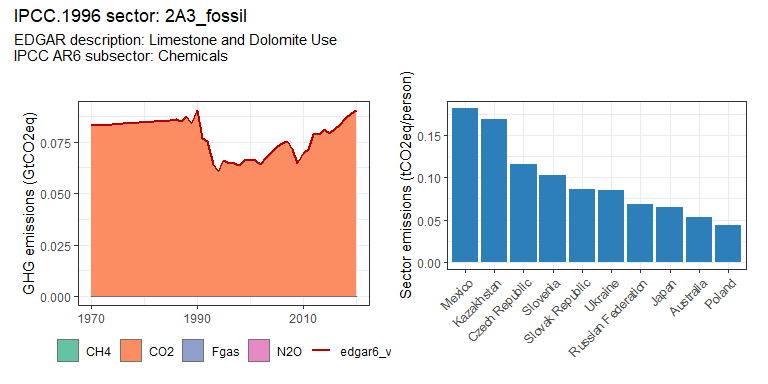 IPCC.1996 sector: 2A3_fossil
EDGAR description: Limestone and Dolomite Use
IPCC AR6 subsector: Chemicals
GHG emissions (GtCO2eq)
0.075
0.050
0.025
0.000
1970
1990
2010
CH4
CO2
Fgas
N2O
edgar6_v
Sector emissions (tCO2eq/person)
0.15
0.10
0.05
0.00
Mexico
Kazakhstan
Czech Republic
Slovenia
Slovak Republic
Ukraine
Russian Federation
Japan
Australia
Poland